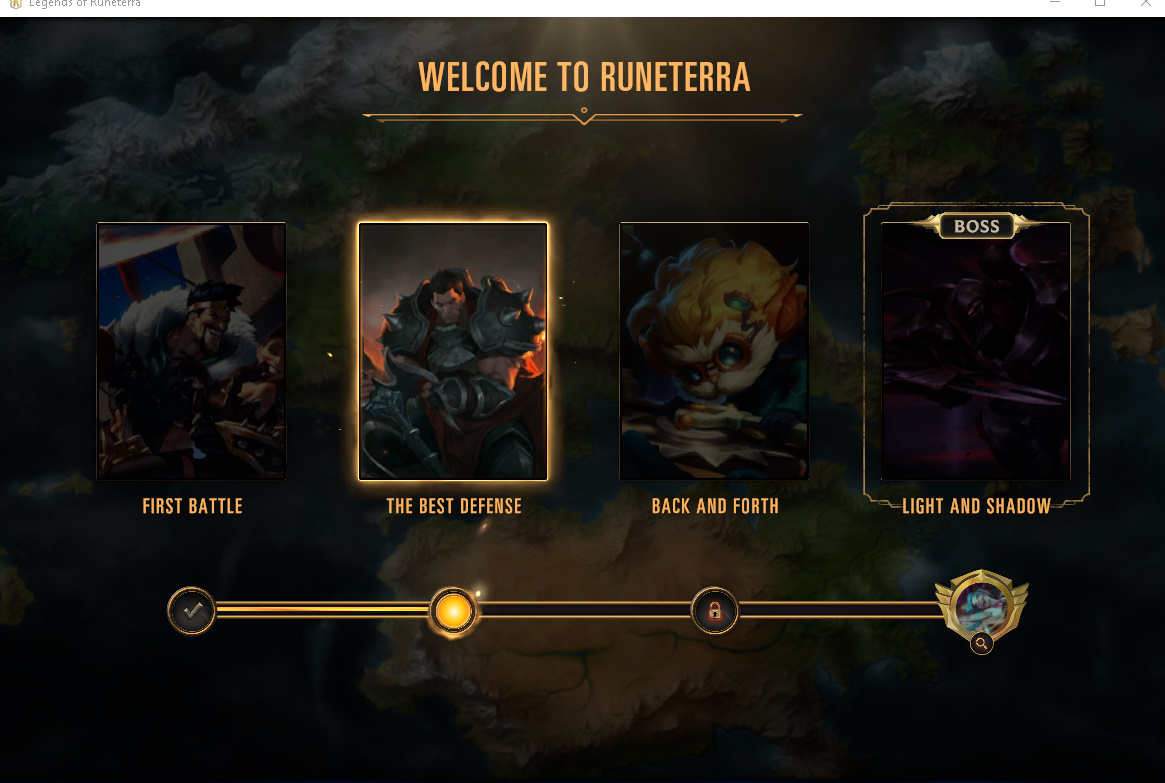 Legends of Runeterra
WELCOME TO RUNETERRA
BOSS
FIRST BATTLE
THE BEST DEFENSE
BACK AND FORTH
LIGHT AND SHADOW